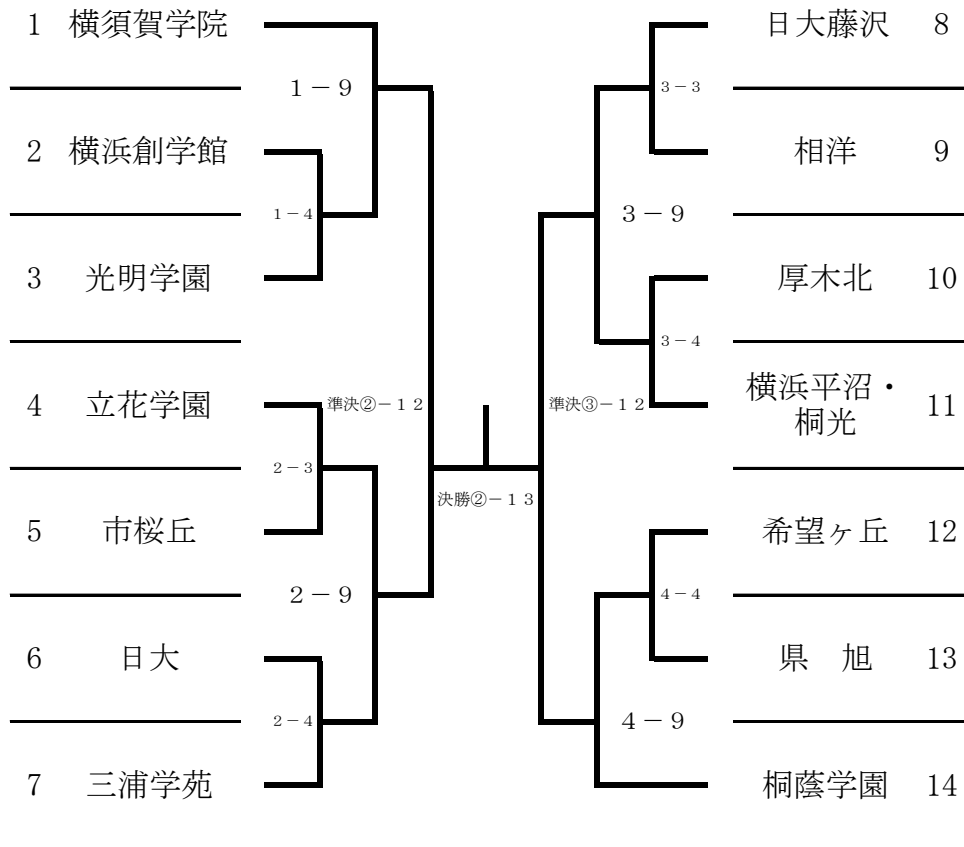 1 横須賀学院
1－9
2 横浜創学館
1－4
3 光明学園
4 立花学園
準決②－12
2－3
5 市桜丘
2－9
6 日大
2－4
7 三浦学苑
決勝②－13
日大藤沢 8
3－3
相洋 9
3－9
厚木北 10
3－4
横浜平沼・
桐光 11
準決③－12
希望ヶ丘 12
4－4
県　旭 13
4－9
桐蔭学園 14